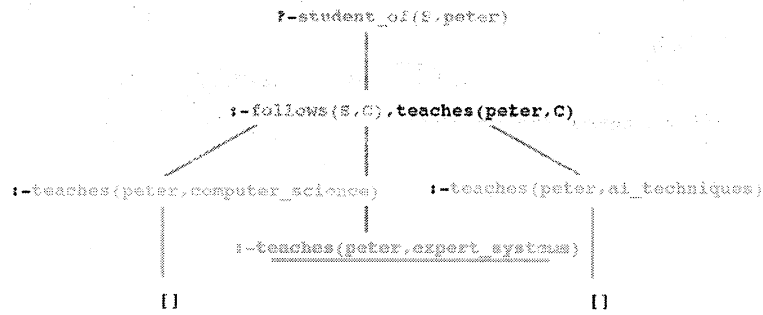 ?-student_of(S,peter)
:-follows(S,C),teaches(peter,C)
:-teaches(peter,computer_science)
:-teaches(peter,ai_techniques)
:-teaches(peter,expert_systems)
[]
[]